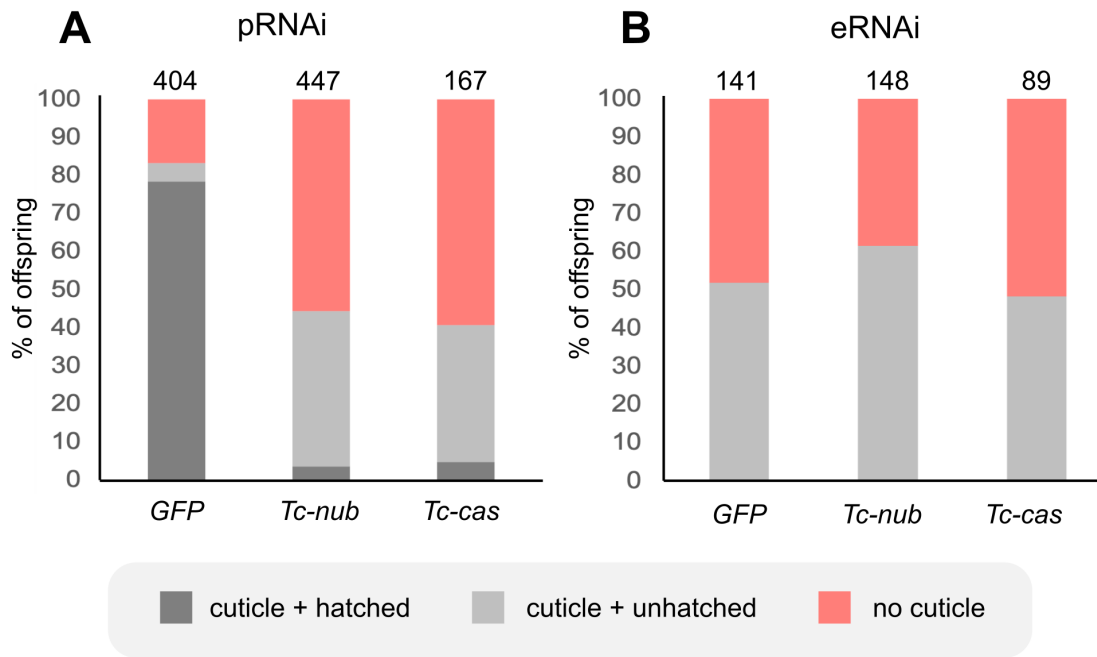 A
pRNAi
404 447 167
% of offspring
100
90
80
70
60
50
40
30
20
10
0
GFP Tc-nub Tc-cas
B
eRNAi
141 148 89
% of offspring
100
90
80
70
60
50
40
30
20
10
0
GFP Tc-nub Tc-cas
cuticle + hatched cuticle + unhatched no cuticle